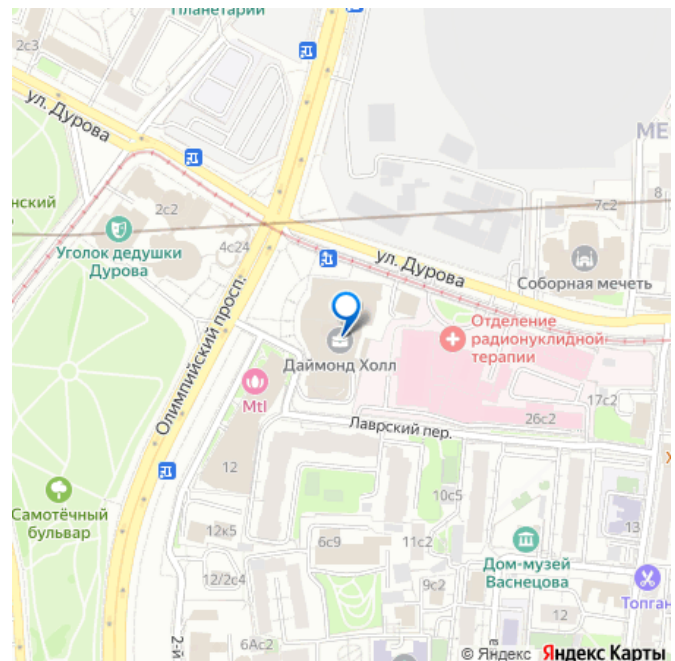 Планетарий
2с3
ул. Дурова
МЕ
нский
2с2
7с2
8
Уголок дедушки
Дурова
4с24
ул. Дурова
Соборная мечеть
Олимпийский просп.
Отделение
радионуклидной
терапии
Даймонд Холл
Mtl
17с2
26с2
Лаврский пер.
12
Самотёчный
бульвар
10с5
13
12к5
6с9
11с2
Дом-музей
Васнецова
12/2с4
9с2
Топган
12
2-й
6Ас2
© Яндекс Яндекс Карты